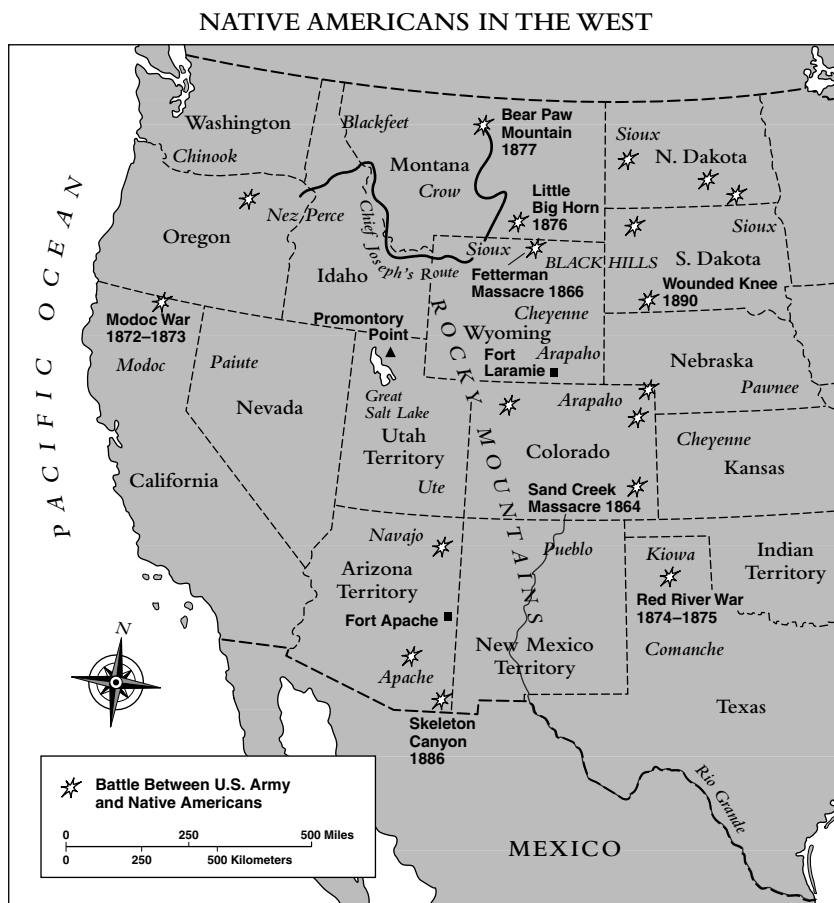 NATIVE AMERICANS IN THE WEST
Washington
Chinook
Blackfeet
Bear Paw
Mountain
1877
Montana
Crow
Sioux
N. Dakota
Little
Big Horn
1876
Nez Perce
Oregon
Chief Joseph's Route
Idaho
Sioux
BLACK HILLS
Sioux
S. Dakota
Fetterman
Massacre 1866
Wounded Knee
1890
PACIFIC OCEAN
Modoc War
1872–1873
Modoc
Promontory
Point
Cheyenne
Wyoming
Fort
Laramie
Arapaho
ROCKY MOUNTAINS
Nebraska
Pawnee
Paiute
Nevada
Great
Salt Lake
Utah
Territory
Ute
Arapaho
Colorado
Cheyenne
Kansas
California
Sand Creek
Massacre 1864
Navajo
Arizona
Territory
Fort Apache
Pueblo
Kiowa
Indian
Territory
Red River War
1874–1875
New Mexico
Territory
Comanche
Apache
Texas
Skeleton
Canyon
1886
N
Rio Grande
MEXICO
Battle Between U.S. Army
and Native Americans
0 250 500 Miles
0 250 500 Kilometers